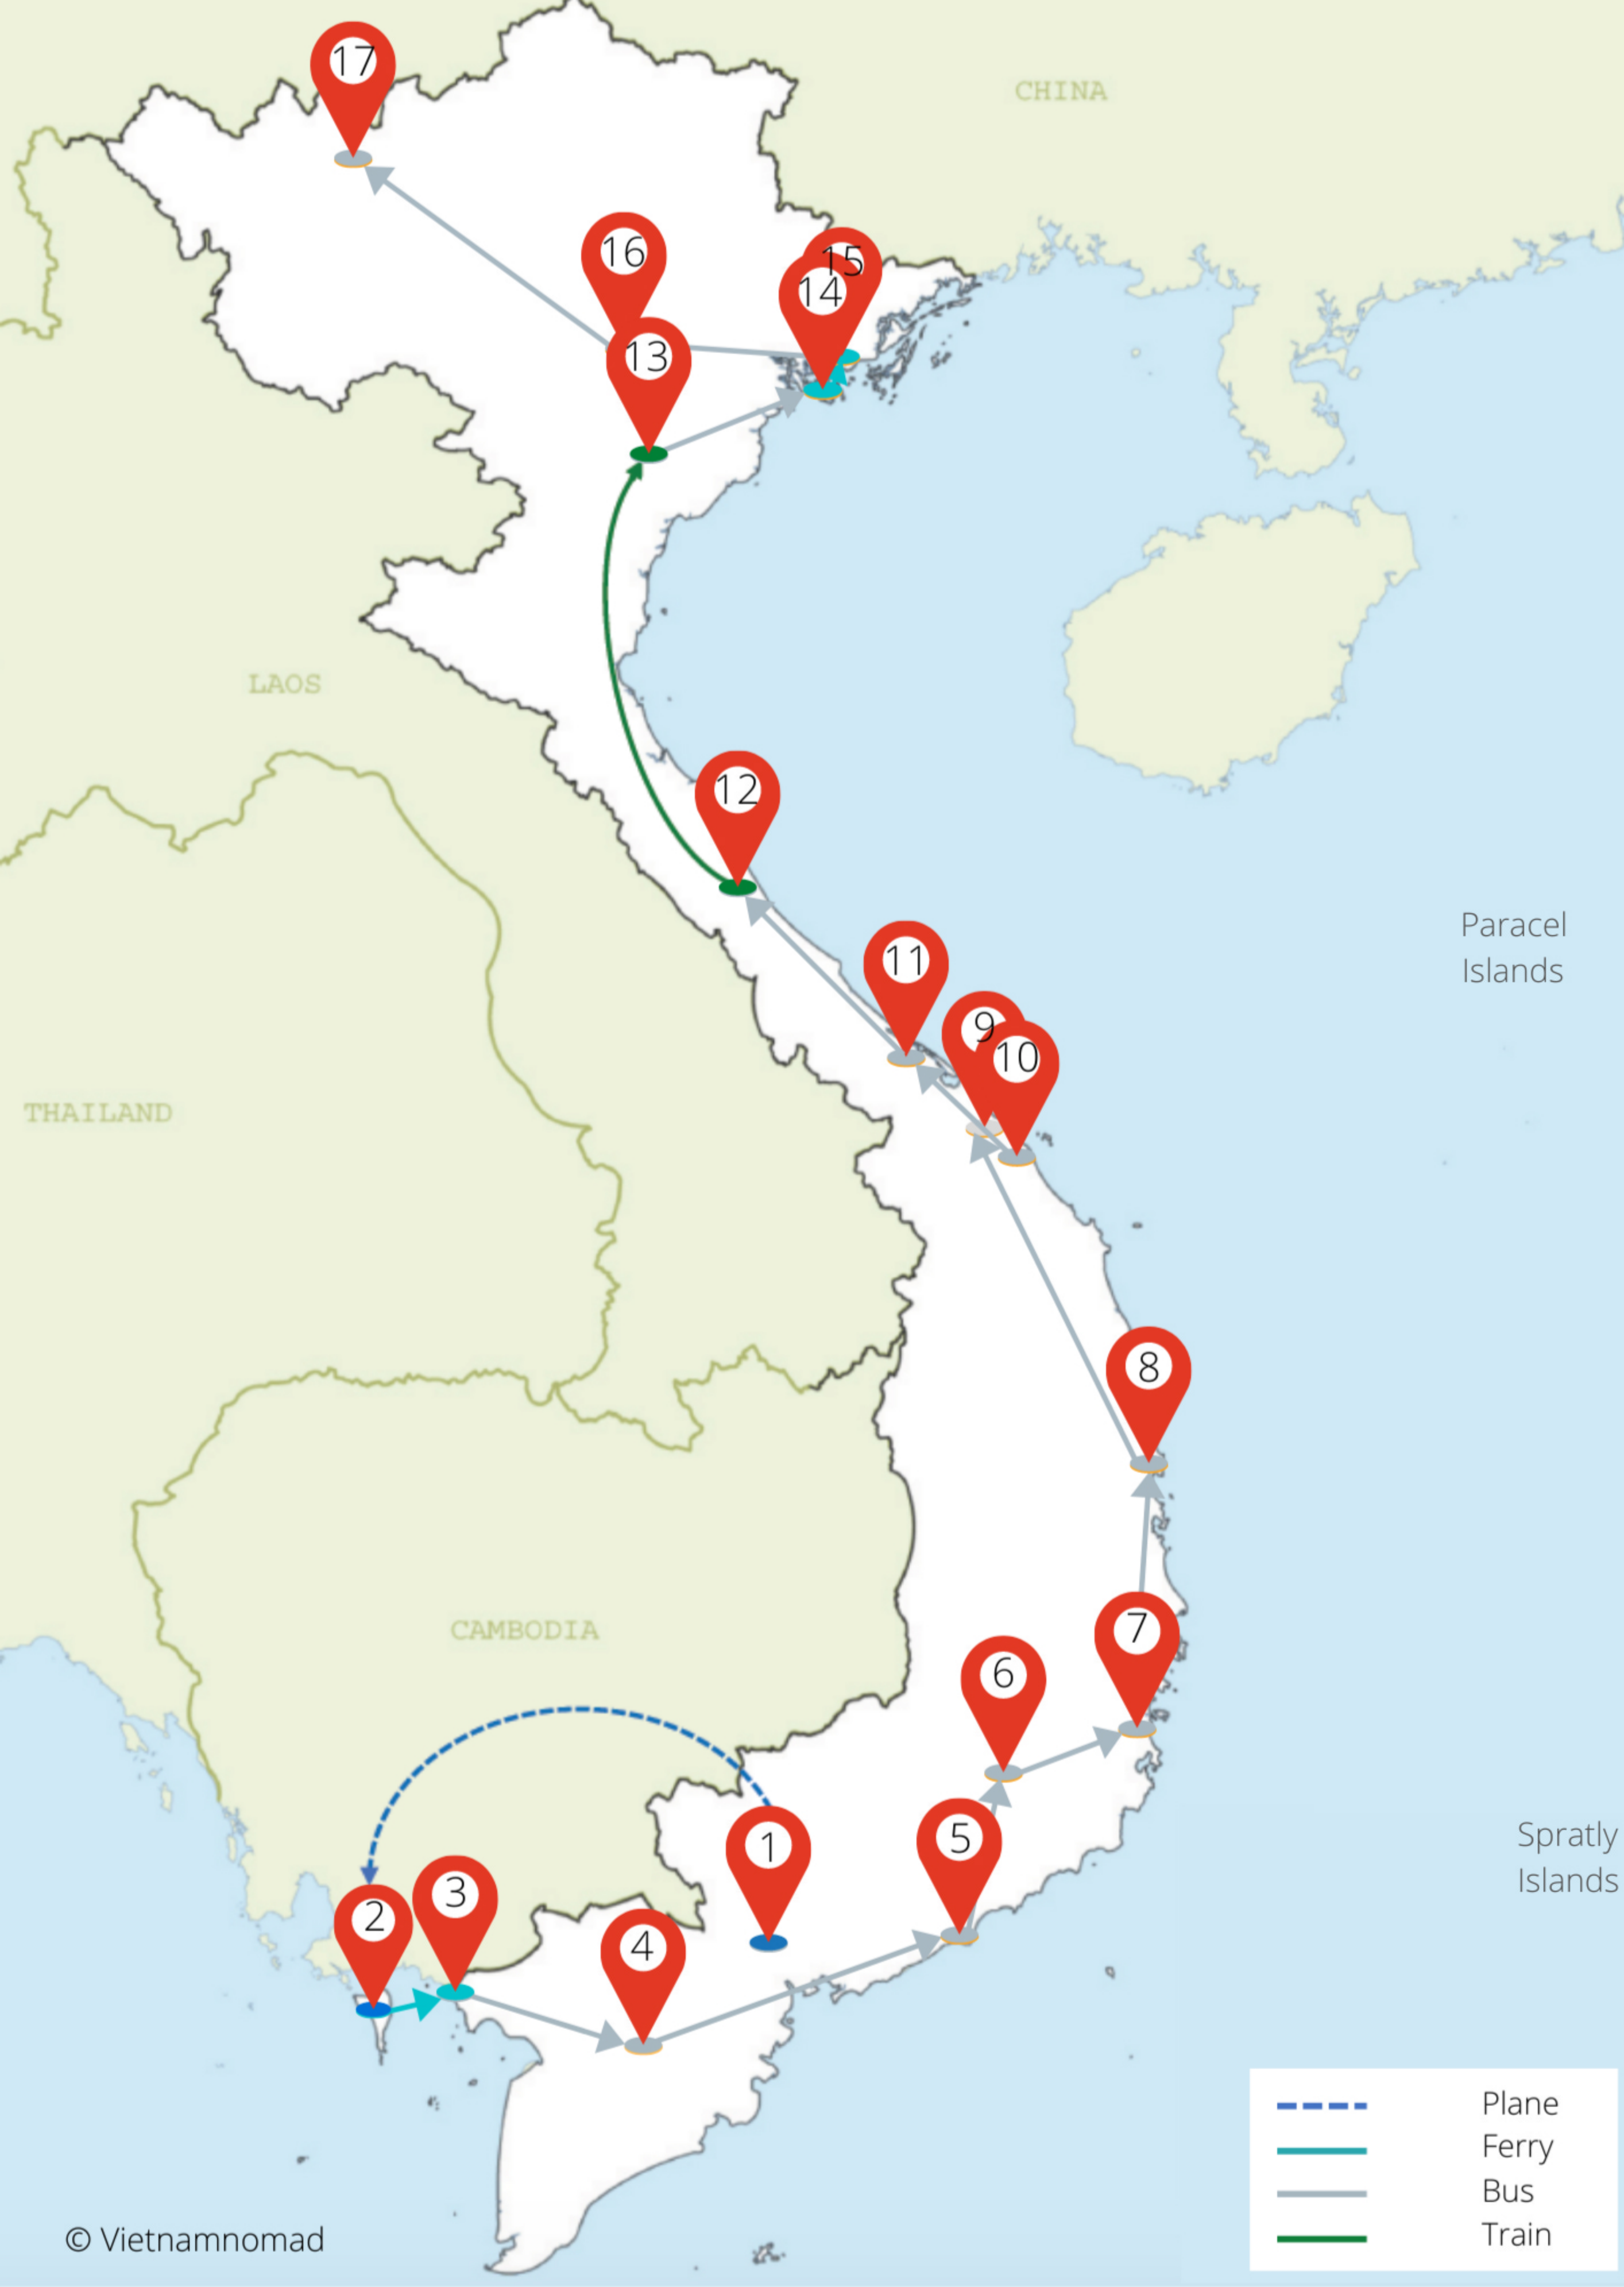 17
CHINA
16
15
14
13
LAOS
12
Paracel
Islands
11
9
10
THAILAND
8
CAMBODIA
7
6
5
1
Spratly
Islands
3
2
4
Plane
Ferry
Bus
Train
© Vietnamnomad